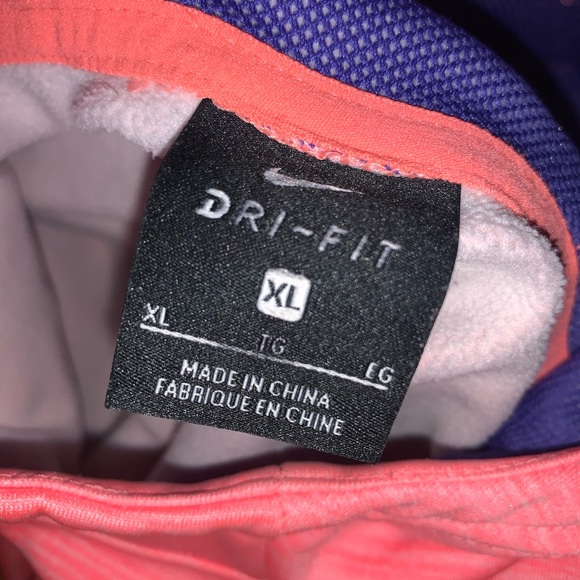 DRI-FIT
XL
XL TG EG
MADE IN CHINA
FABRIQUE EN CHINE